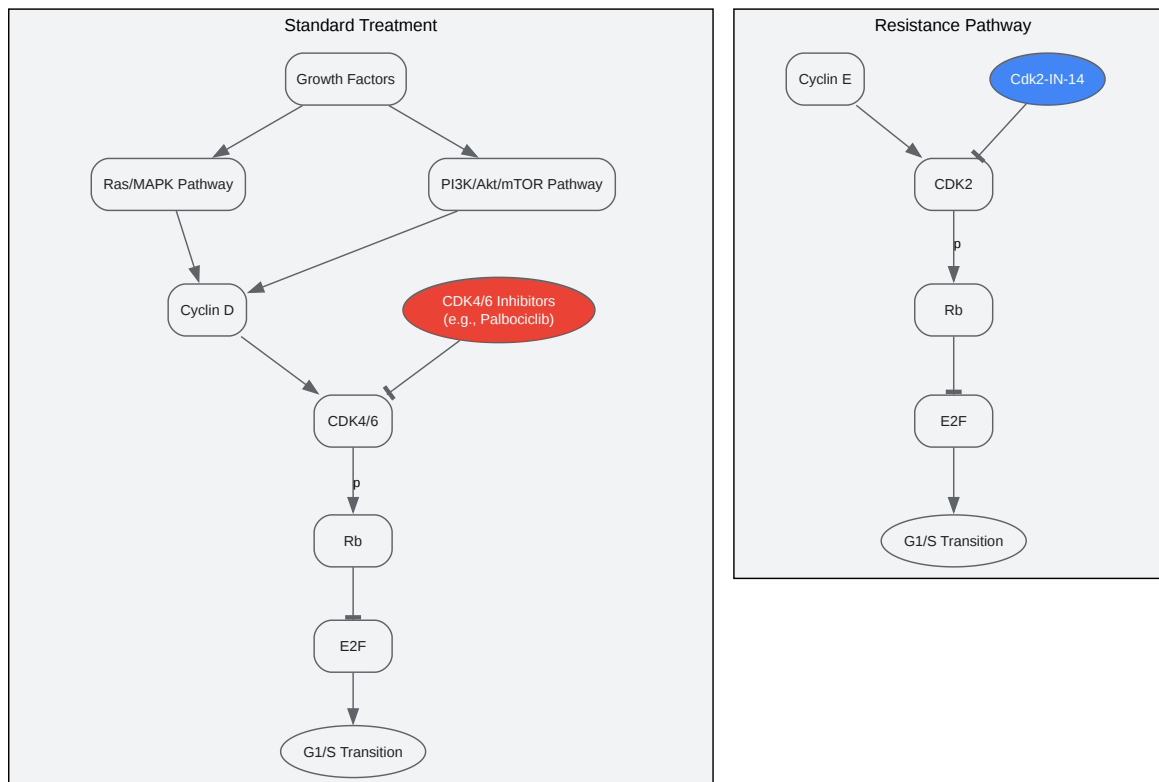 Standard Treatment
Growth Factors
Ras/MAPK Pathway
PI3K/Akt/mTOR Pathway
Cyclin D
CDK4/6 Inhibitors
(e.g., Palbociclib)
CDK4/6
p
Rb
E2F
G1/S Transition
Resistance Pathway
Cyclin E
Cdk2-IN-14
CDK2
p
Rb
E2F
G1/S Transition